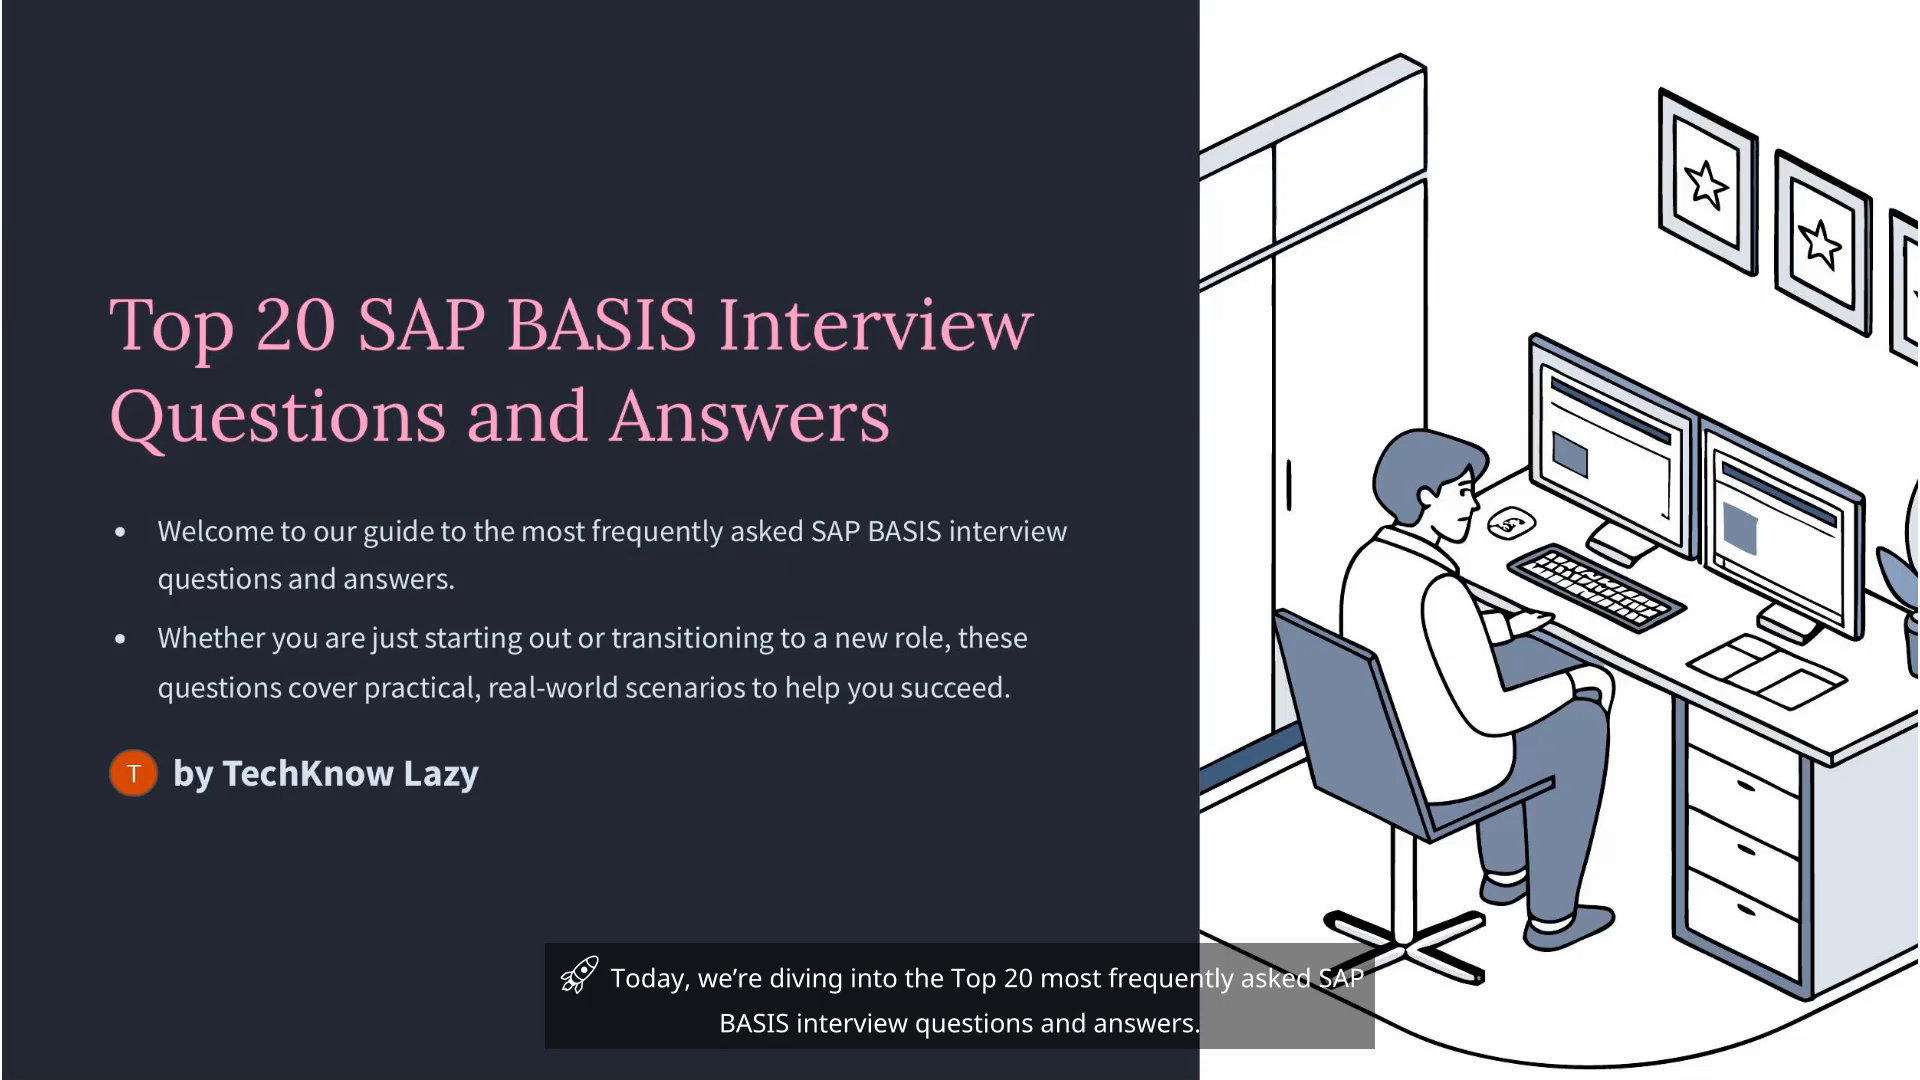 Top 20 SAP BASIS Interview
Questions and Answers
• Welcome to our guide to the most frequently asked SAP BASIS interview
questions and answers.
• Whether you are just starting out or transitioning to a new role, these
questions cover practical, real-world scenarios to help you succeed.
T by TechKnow Lazy
🚀 Today, we’re diving into the Top 20 most frequently asked SAP
BASIS interview questions and answers.